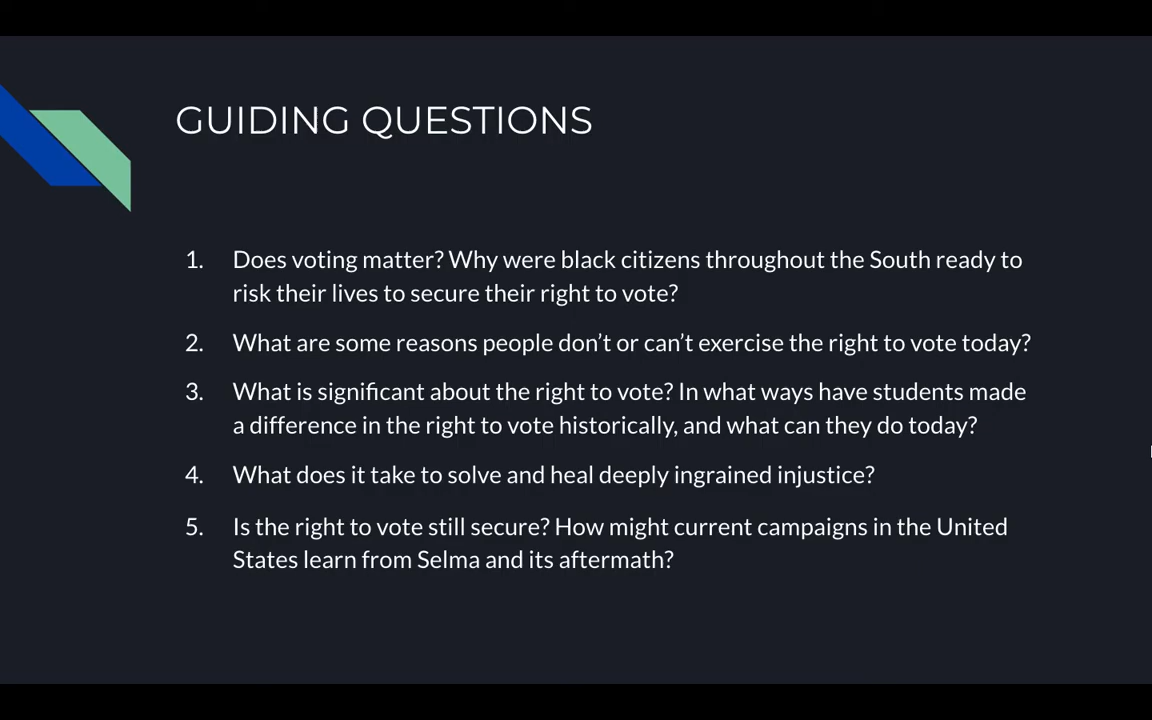 GUIDING QUESTIONS
1. Does voting matter? Why were black citizens throughout the South ready to
risk their lives to secure their right to vote?
2. What are some reasons people don’t or can’t exercise the right to vote today?
3. What is significant about the right to vote? In what ways have students made
a difference in the right to vote historically, and what can they do today?
4. What does it take to solve and heal deeply ingrained injustice?
5. Is the right to vote still secure? How might current campaigns in the United
States learn from Selma and its aftermath?